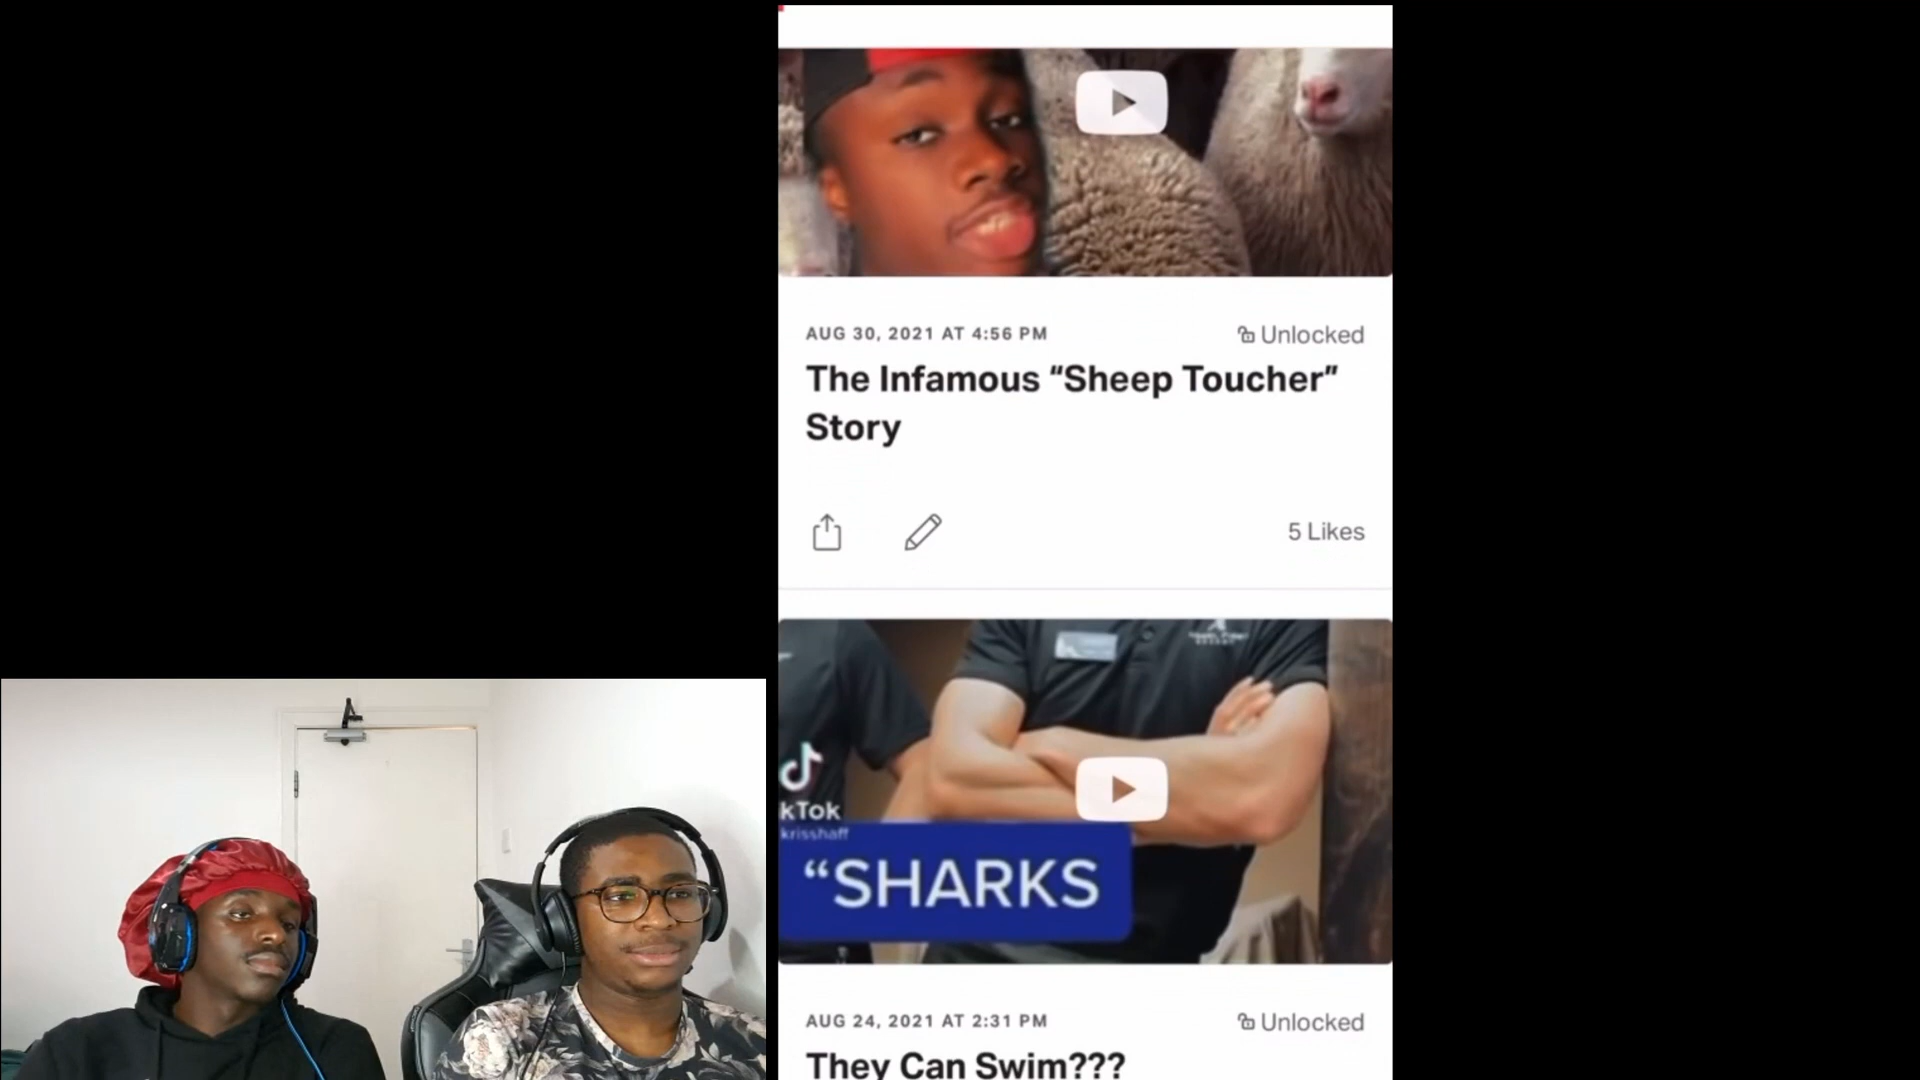 AUG 30, 2021 AT 4:56 PM
Unlocked
The Infamous “Sheep Toucher”
Story
5 Likes
kTok
krisshaff
“SHARKS
AUG 24, 2021 AT 2:31 PM
Unlocked
They Can Swim???